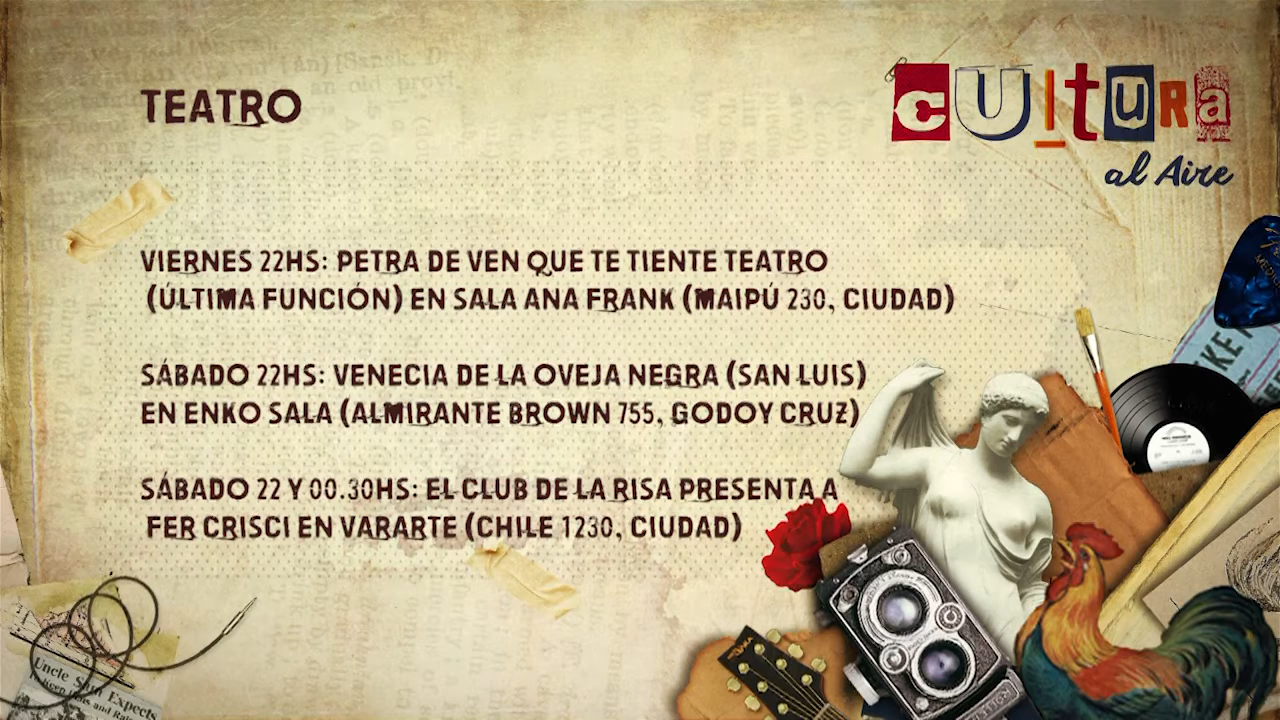 TEATRO
cUltura
al Aire
VIERNES 22HS: PETRA DE VEN QUE TE TIENTE TEATRO
(ÚLTIMA FUNCIÓN) EN SALA ANA FRANK (MAIPÚ 230, CIUDAD)
SÁBADO 22HS: VENECIA DE LA OVEJA NEGRA (SAN LUIS)
EN ENKO SALA (ALMIRANTE BROWN 755, GODOY CRUZ)
SÁBADO 22 Y 00.30HS: EL CLUB DE LA RISA PRESENTA A
FER CRISCI EN VARARTE (CHILE 1230, CIUDAD)
Uncle Sam Expects